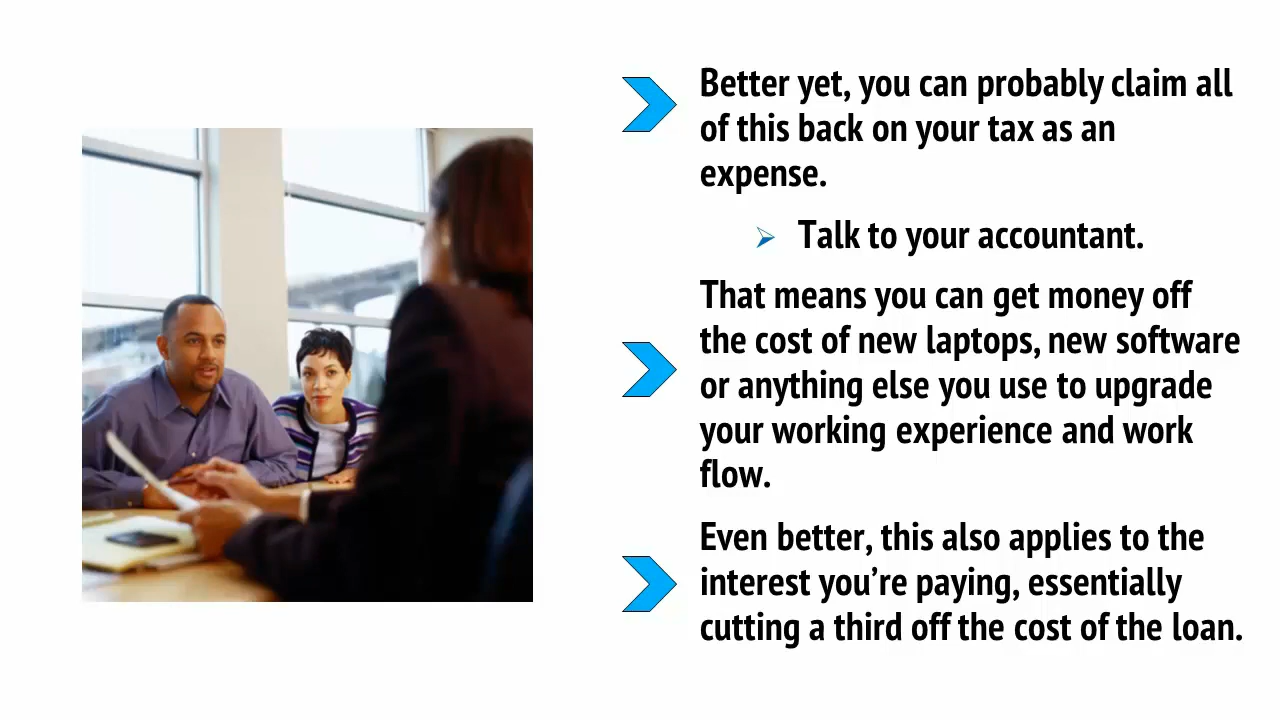 Better yet, you can probably claim all
of this back on your tax as an
expense.
Talk to your accountant.
That means you can get money off
the cost of new laptops, new software
or anything else you use to upgrade
your working experience and work
flow.
Even better, this also applies to the
interest you’re paying, essentially
cutting a third off the cost of the loan.